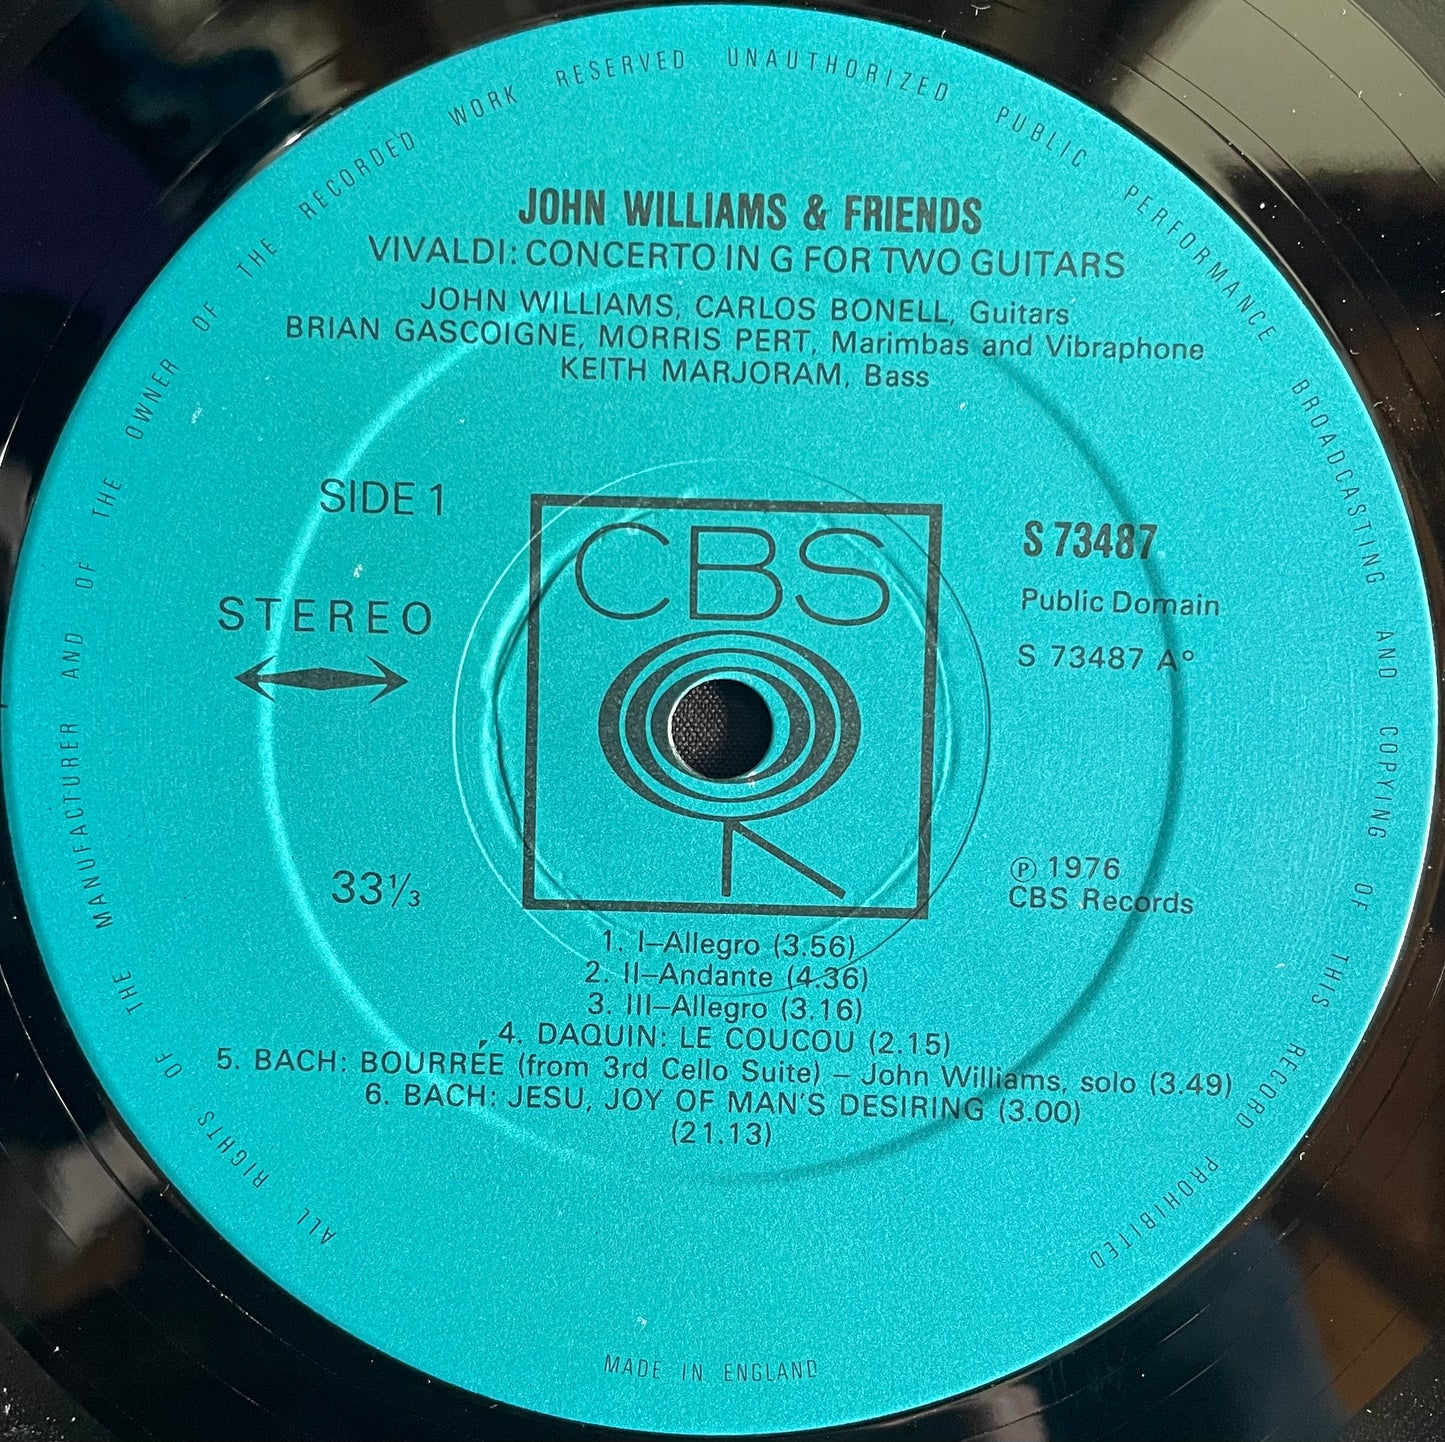 ALL RIGHTS OF THE MANUFACTURER AND OF THE OWNER OF THE RECORDED WORK RESERVED UNAUTHORIZED PUBLIC PERFORMANCE BROADCASTING AND COPYING OF THIS RECORD PROHIBITED
JOHN WILLIAMS & FRIENDS
VIVALDI: CONCERTO IN G FOR TWO GUITARS
JOHN WILLIAMS, CARLOS BONELL, Guitars
BRIAN GASCOIGNE, MORRIS PERT, Marimbas and Vibraphone
KEITH MARJORAM, Bass
SIDE 1
STEREO
33⅓
CBS
S 73487
Public Domain
S 73487 A°
℗ 1976
CBS Records
1. I–Allegro (3.56)
2. II–Andante (4.36)
3. III–Allegro (3.16)
4. DAQUIN: LE COUCOU (2.15)
5. BACH: BOURRÉE (from 3rd Cello Suite) – John Williams, solo (3.49)
6. BACH: JESU, JOY OF MAN'S DESIRING (3.00)
(21.13)
MADE IN ENGLAND